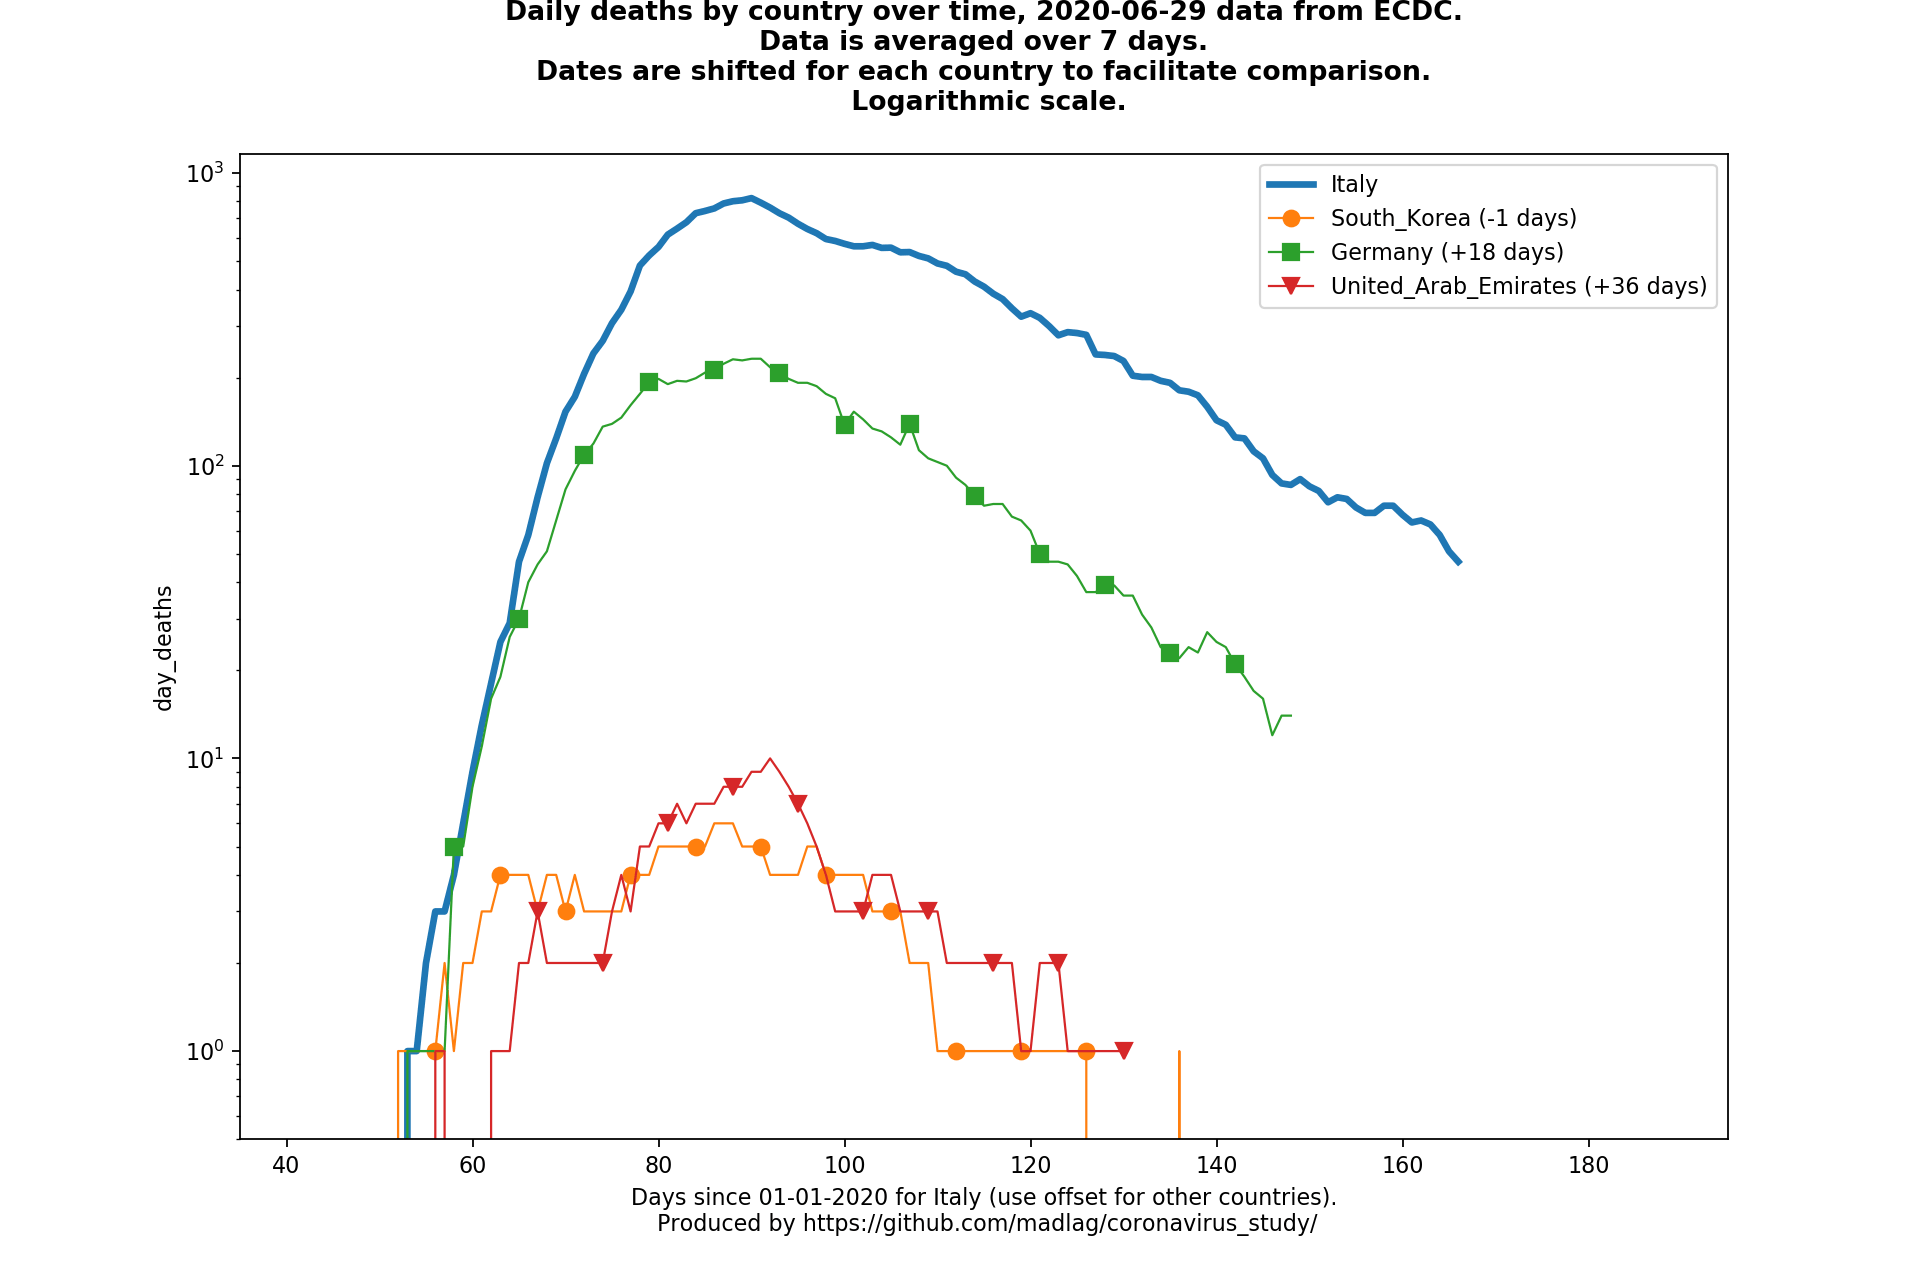 Daily deaths by country over time, 2020-06-29 data from ECDC.
Data is averaged over 7 days.
Dates are shifted for each country to facilitate comparison.
Logarithmic scale.
10³
10²
10¹
10⁰
day_deaths
Italy
South_Korea (-1 days)
Germany (+18 days)
United_Arab_Emirates (+36 days)
40 60 80 100 120 140 160 180
Days since 01-01-2020 for Italy (use offset for other countries).
Produced by https://github.com/madlag/coronavirus_study/